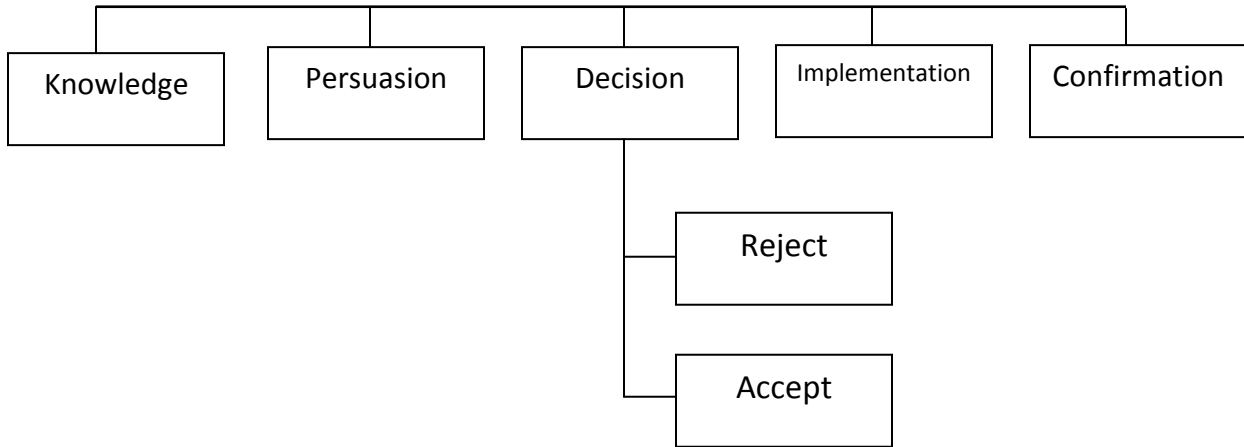 Knowledge
Persuasion
Decision
Implementation
Confirmation
Reject
Accept